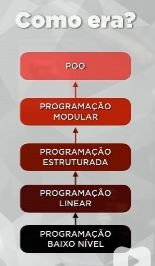 Como era?
POO
PROGRAMAÇÃO
MODULAR
PROGRAMAÇÃO
ESTRUTURADA
PROGRAMAÇÃO
LINEAR
PROGRAMAÇÃO
BAIXO NÍVEL